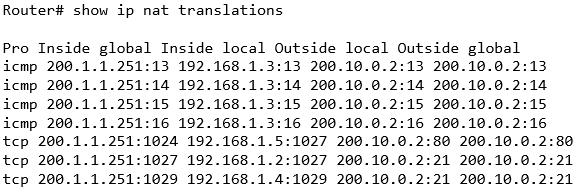 Router# show ip nat translations
Pro Inside global Inside local Outside local Outside global
icmp 200.1.1.251:13 192.168.1.3:13 200.10.0.2:13 200.10.0.2:13
icmp 200.1.1.251:14 192.168.1.3:14 200.10.0.2:14 200.10.0.2:14
icmp 200.1.1.251:15 192.168.1.3:15 200.10.0.2:15 200.10.0.2:15
icmp 200.1.1.251:16 192.168.1.3:16 200.10.0.2:16 200.10.0.2:16
tcp 200.1.1.251:1024 192.168.1.5:1027 200.10.0.2:80 200.10.0.2:80
tcp 200.1.1.251:1027 192.168.1.2:1027 200.10.0.2:21 200.10.0.2:21
tcp 200.1.1.251:1029 192.168.1.4:1029 200.10.0.2:21 200.10.0.2:21